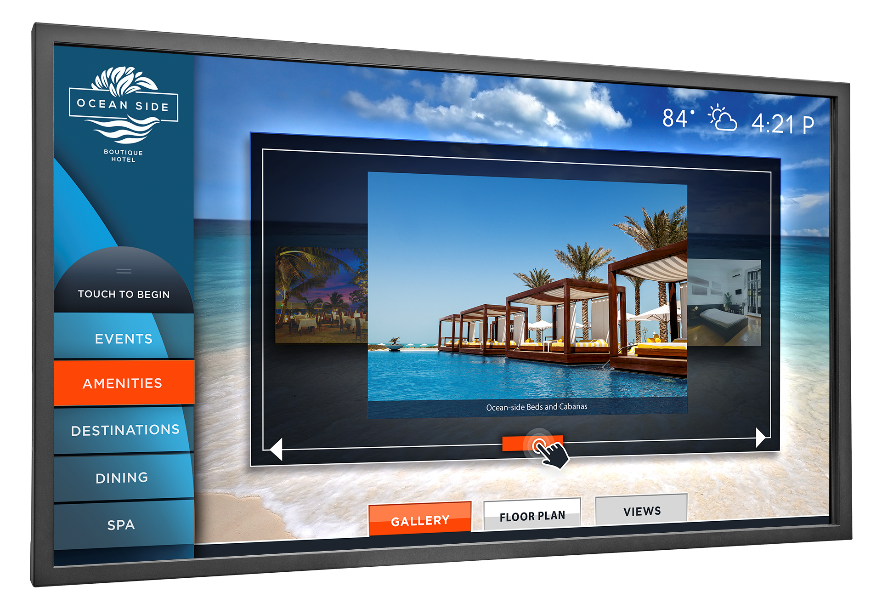 OCEAN SIDE
BOUTIQUE
HOTEL
84°
4:21 P
TOUCH TO BEGIN
EVENTS
AMENITIES
DESTINATIONS
DINING
SPA
Ocean-side Beds and Cabanas
GALLERY
FLOOR PLAN
VIEWS